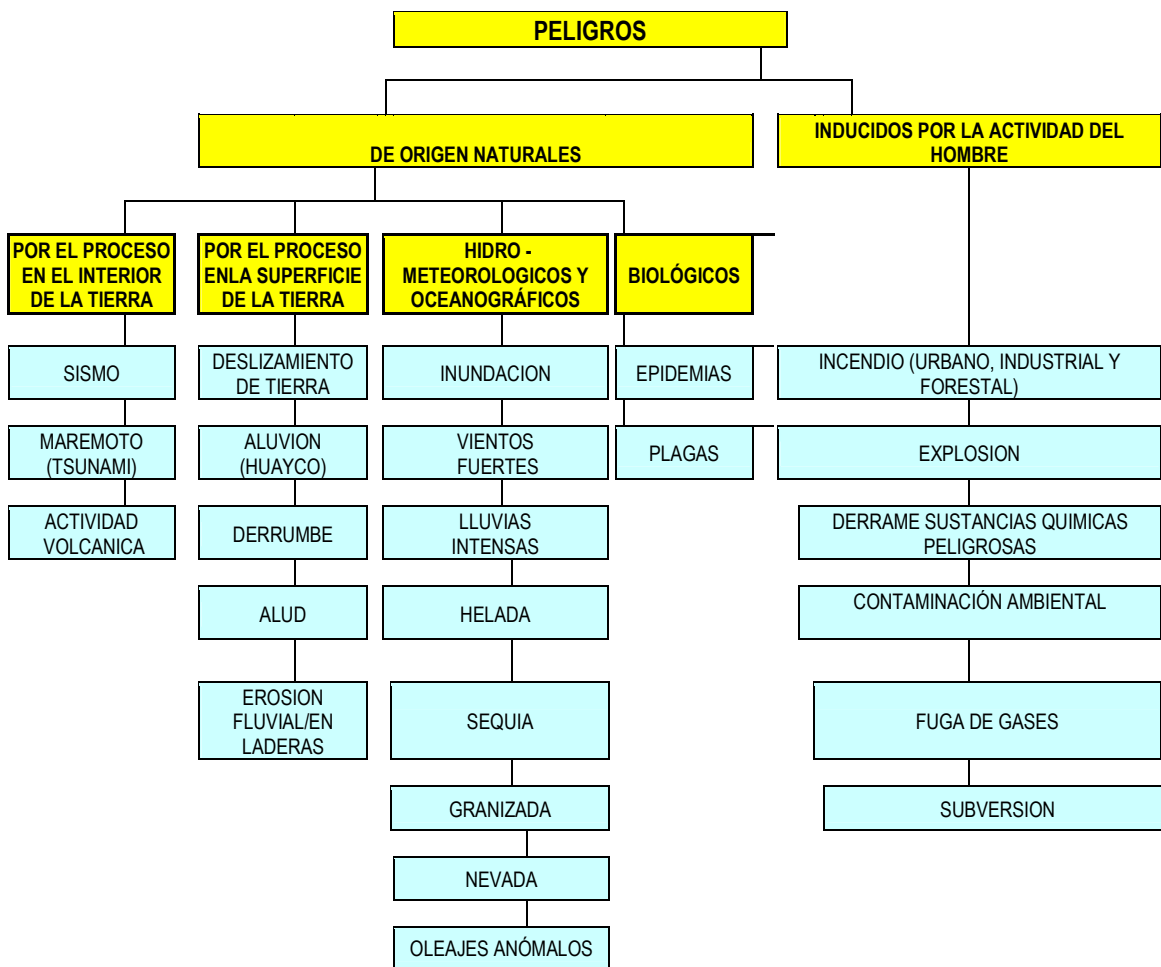 PELIGROS
DE ORIGEN NATURALES
INDUCIDOS POR LA ACTIVIDAD DEL
HOMBRE
POR EL PROCESO
EN EL INTERIOR
DE LA TIERRA
POR EL PROCESO
ENLA SUPERFICIE
DE LA TIERRA
HIDRO -
METEOROLOGICOS Y
OCEANOGRÁFICOS
BIOLÓGICOS
SISMO
DESLIZAMIENTO
DE TIERRA
INUNDACION
EPIDEMIAS
INCENDIO (URBANO, INDUSTRIAL Y
FORESTAL)
MAREMOTO
(TSUNAMI)
ALUVION
(HUAYCO)
VIENTOS
FUERTES
PLAGAS
EXPLOSION
ACTIVIDAD
VOLCANICA
DERRUMBE
LLUVIAS
INTENSAS
DERRAME SUSTANCIAS QUIMICAS
PELIGROSAS
ALUD
HELADA
CONTAMINACIÓN AMBIENTAL
EROSION
FLUVIAL/EN
LADERAS
SEQUIA
FUGA DE GASES
GRANIZADA
SUBVERSION
NEVADA
OLEAJES ANÓMALOS